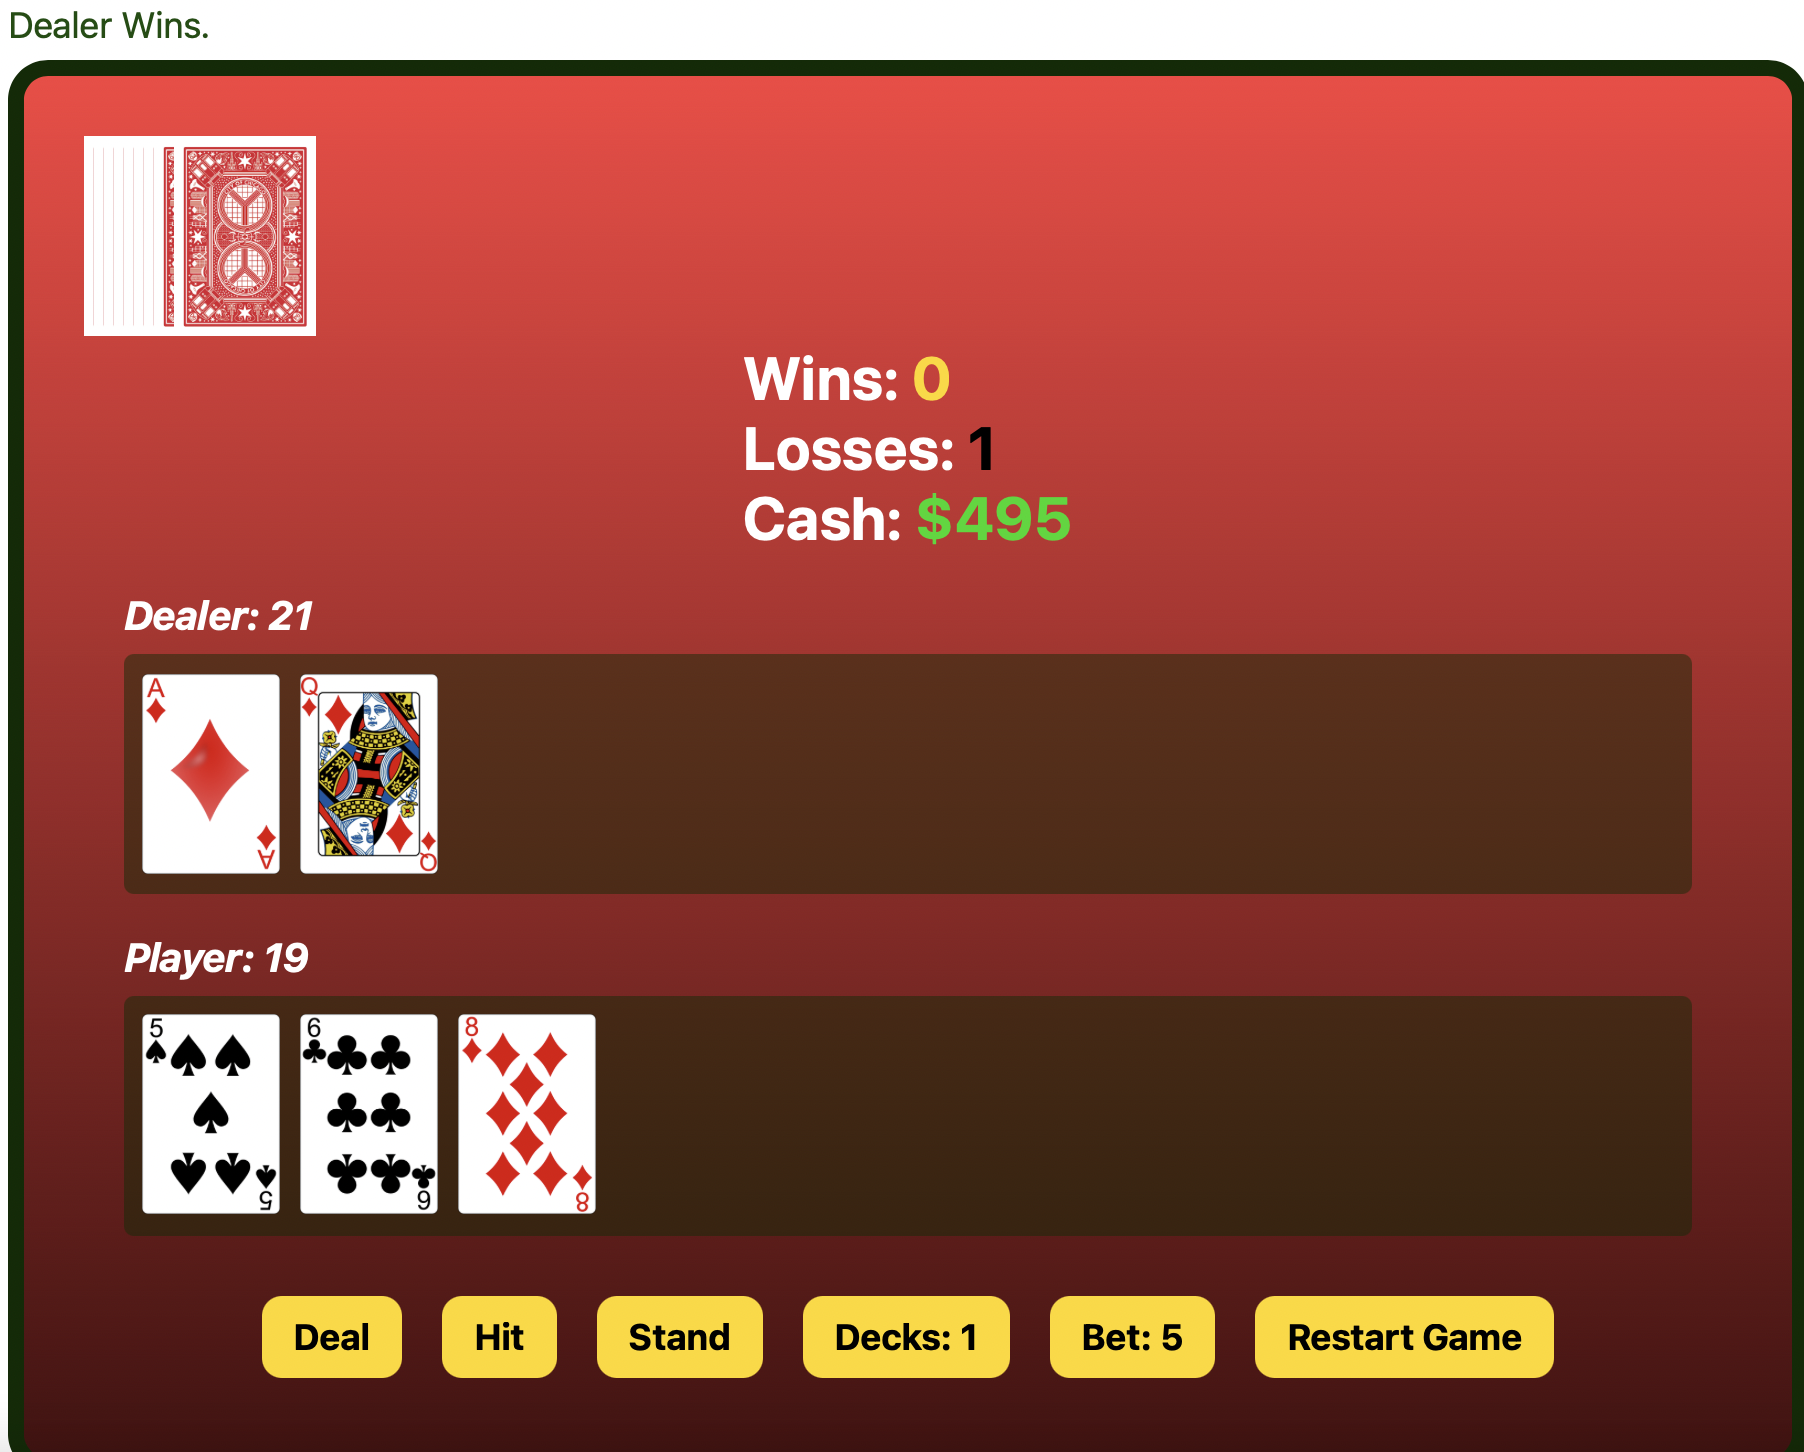 Dealer Wins.
Wins: 0
Losses: 1
Cash: $495
Dealer: 21
A
A
Q
Q
Player: 19
5
5
6
6
8
8
Deal
Hit
Stand
Decks: 1
Bet: 5
Restart Game